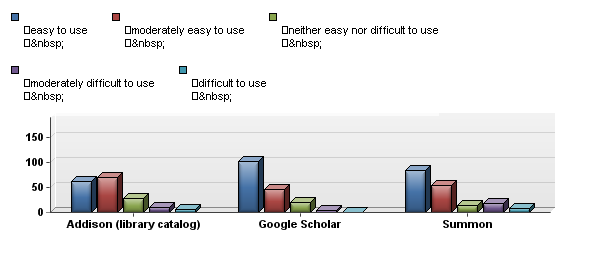 □easy to use
□&nbsp;
□moderately easy to use
□&nbsp;
□neither easy nor difficult to use
□&nbsp;
□moderately difficult to use
□&nbsp;
□difficult to use
□&nbsp;
150
100
50
0
Addison (library catalog)
Google Scholar
Summon